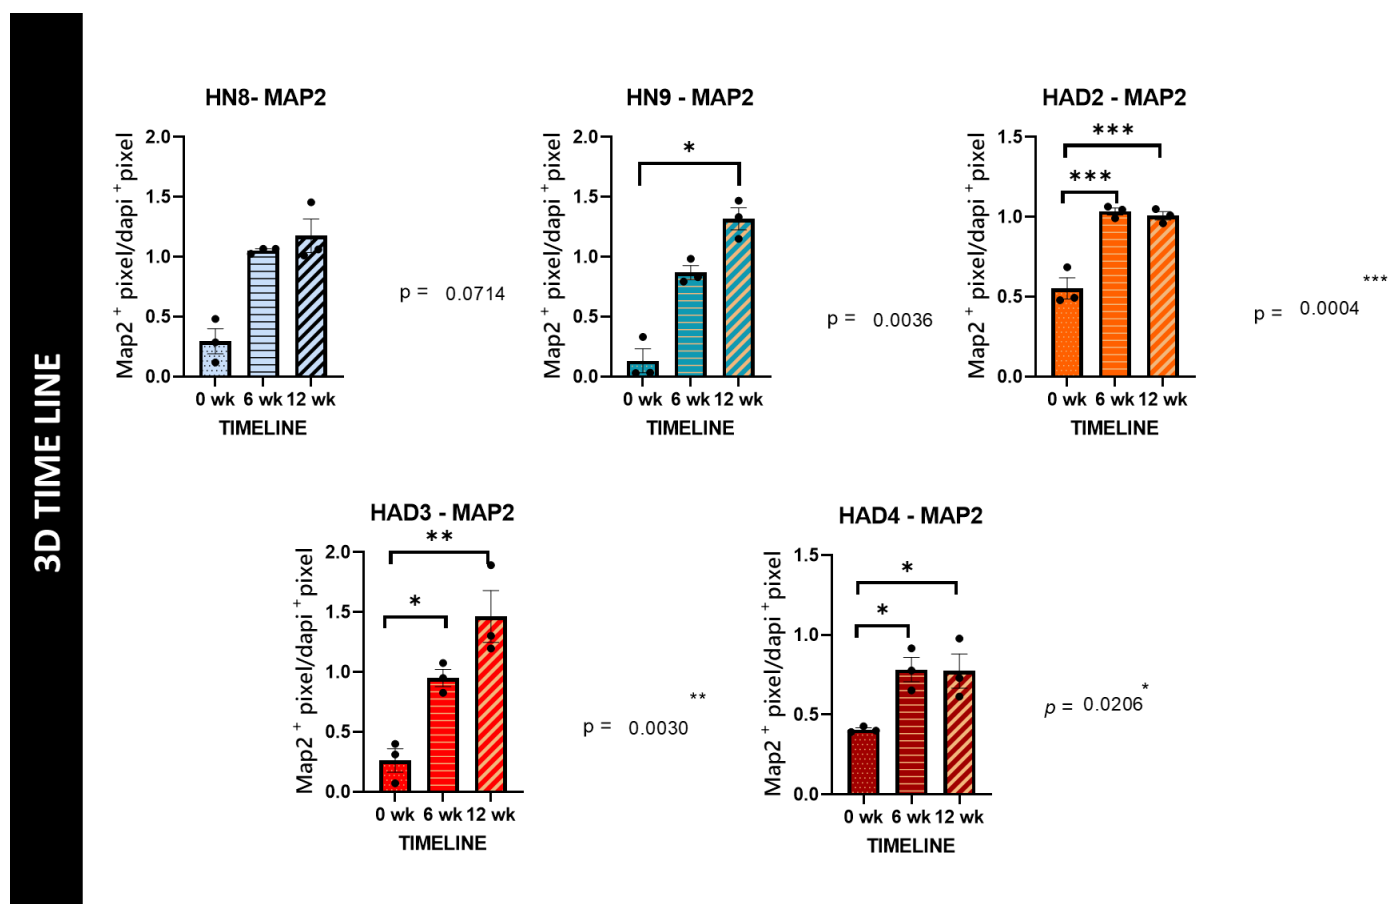 3D TIME LINE
HN8- MAP2
Map2 + pixel/dapi +pixel
2.0
1.5
1.0
0.5
0.0
0 wk 6 wk 12 wk
TIMELINE
p = 0.0714
HN9 - MAP2
Map2 + pixel/dapi +pixel
2.0
1.5
1.0
0.5
0.0
*
0 wk 6 wk 12 wk
TIMELINE
p = 0.0036
HAD2 - MAP2
Map2 + pixel/dapi +pixel
1.5
1.0
0.5
0.0
***
***
0 wk 6 wk 12 wk
TIMELINE
p = 0.0004 ***
HAD3 - MAP2
Map2 + pixel/dapi +pixel
2.0
1.5
1.0
0.5
0.0
**
*
0 wk 6 wk 12 wk
TIMELINE
p = 0.0030 **
HAD4 - MAP2
Map2 + pixel/dapi +pixel
1.5
1.0
0.5
0.0
*
*
0 wk 6 wk 12 wk
TIMELINE
p = 0.0206 *